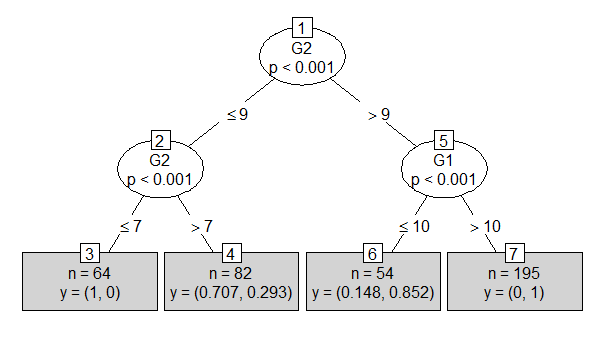 1
G2
p < 0.001
≤ 9
> 9
2
G2
p < 0.001
5
G1
p < 0.001
≤ 7
> 7
≤ 10
> 10
3
n = 64
y = (1, 0)
4
n = 82
y = (0.707, 0.293)
6
n = 54
y = (0.148, 0.852)
7
n = 195
y = (0, 1)